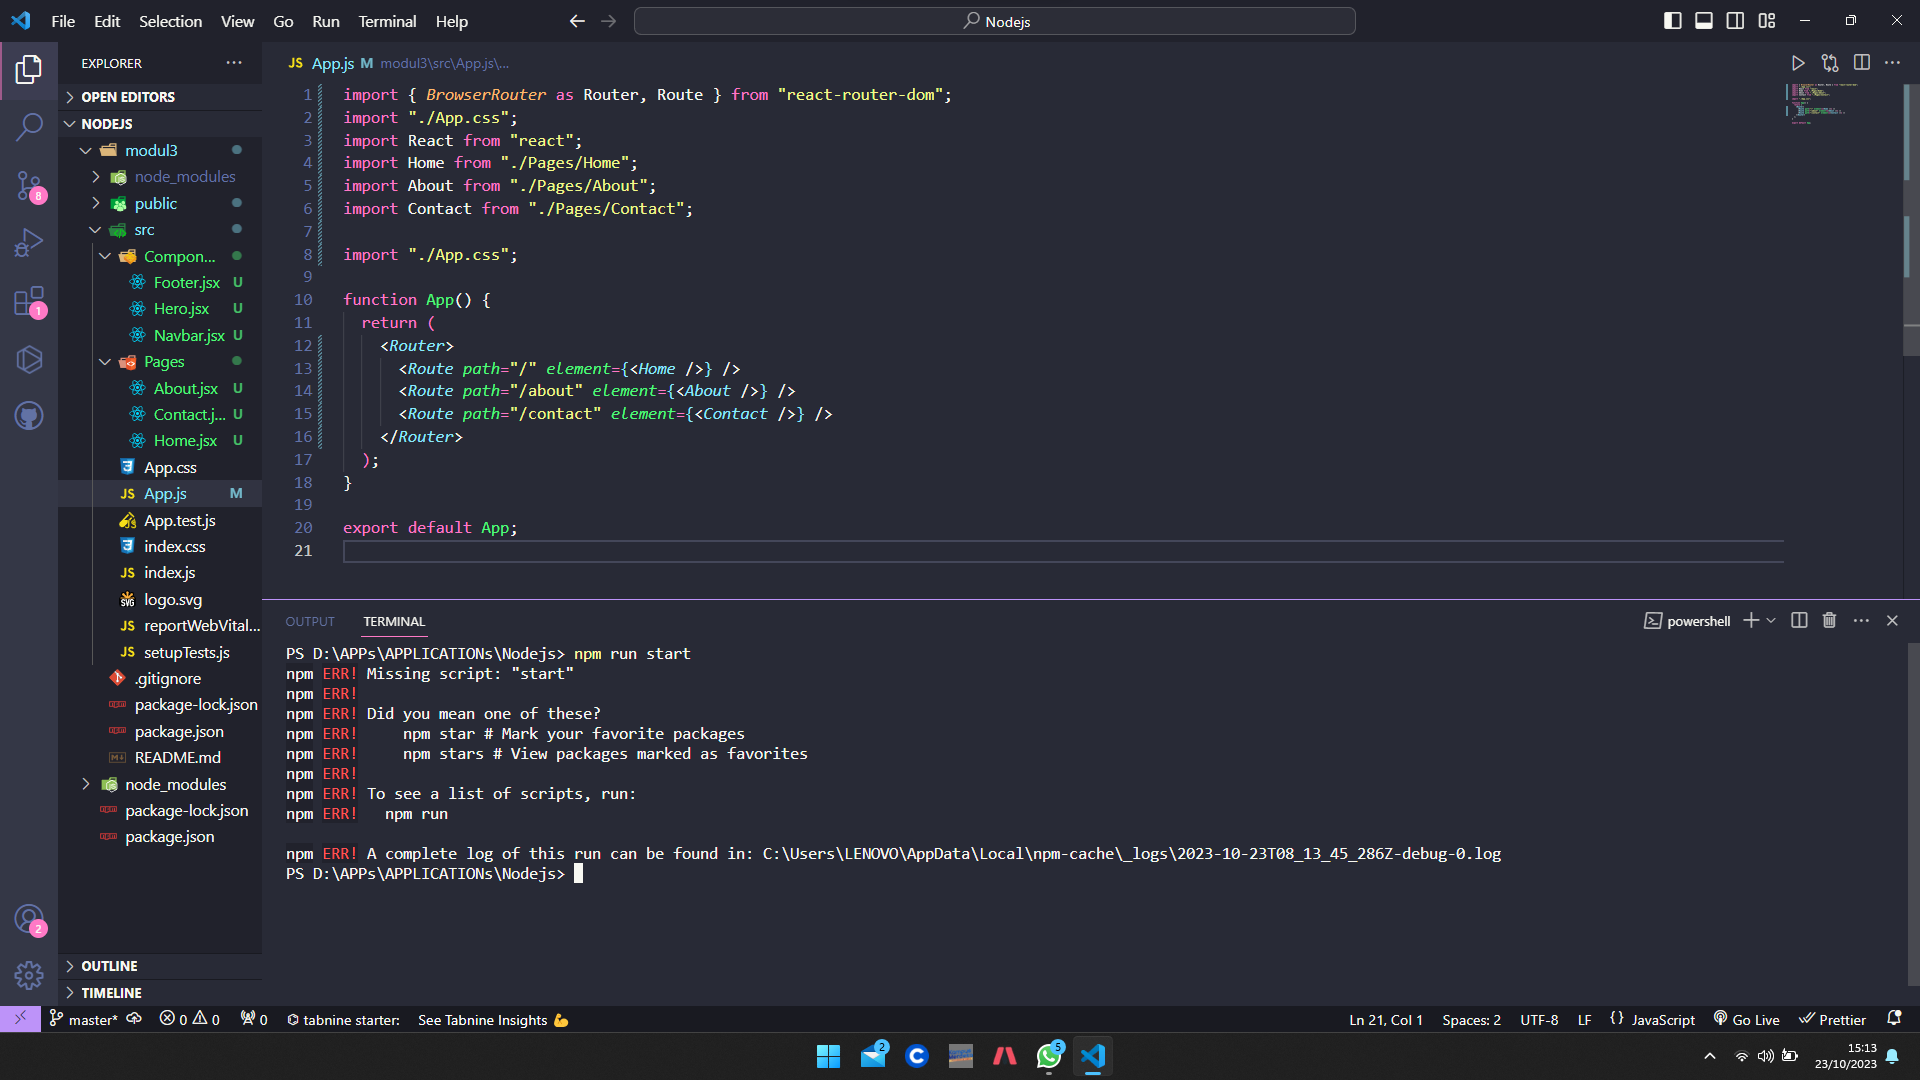 File Edit Selection View Go Run Terminal Help
Nodejs
EXPLORER
OPEN EDITORS
NODEJS
modul3
node_modules
public
src
Compon...
Footer.jsx U
Hero.jsx U
Navbar.jsx U
Pages
About.jsx U
Contact.j... U
Home.jsx U
App.css
JS App.js M
App.test.js
index.css
JS index.js
SVG logo.svg
JS reportWebVital...
JS setupTests.js
.gitignore
package-lock.json
package.json
README.md
node_modules
package-lock.json
package.json
OUTLINE
TIMELINE
8
1
2
JS App.js M modul3\src\App.js\...
1 import { BrowserRouter as Router, Route } from "react-router-dom";
2 import "./App.css";
3 import React from "react";
4 import Home from "./Pages/Home";
5 import About from "./Pages/About";
6 import Contact from "./Pages/Contact";
7
8 import "./App.css";
9
10 function App() {
11 return (
12 <Router>
13 <Route path="/" element={<Home />} />
14 <Route path="/about" element={<About />} />
15 <Route path="/contact" element={<Contact />} />
16 </Router>
17 );
18 }
19
20 export default App;
21
OUTPUT TERMINAL
powershell
PS D:\APPs\APPLICATIONs\Nodejs> npm run start
npm ERR! Missing script: "start"
npm ERR!
npm ERR! Did you mean one of these?
npm ERR! npm star # Mark your favorite packages
npm ERR! npm stars # View packages marked as favorites
npm ERR!
npm ERR! To see a list of scripts, run:
npm ERR! npm run
npm ERR! A complete log of this run can be found in: C:\Users\LENOVO\AppData\Local\npm-cache\_logs\2023-10-23T08_13_45_286Z-debug-0.log
PS D:\APPs\APPLICATIONs\Nodejs>
master* 0 0 0 tabnine starter: See Tabnine Insights
Ln 21, Col 1 Spaces: 2 UTF-8 LF {} JavaScript Go Live Prettier
2 5
15:13
23/10/2023